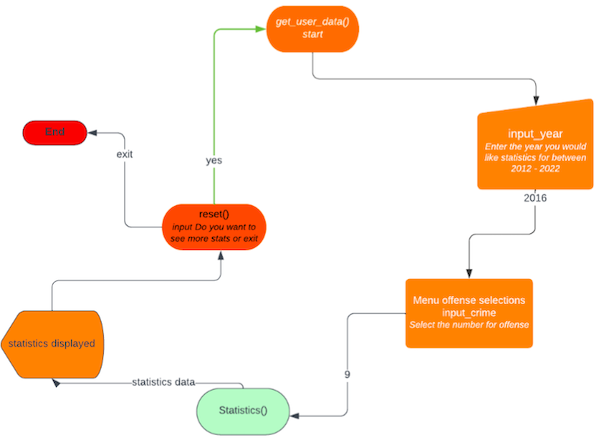 get_user_data()
start
input_year
Enter the year you would
like statistics for between
2012 - 2022
2016
Menu offense selections
input_crime
Select the number for offense
9
Statistics()
statistics data
statistics displayed
reset()
input Do you want to
see more stats or exit
yes
exit
End